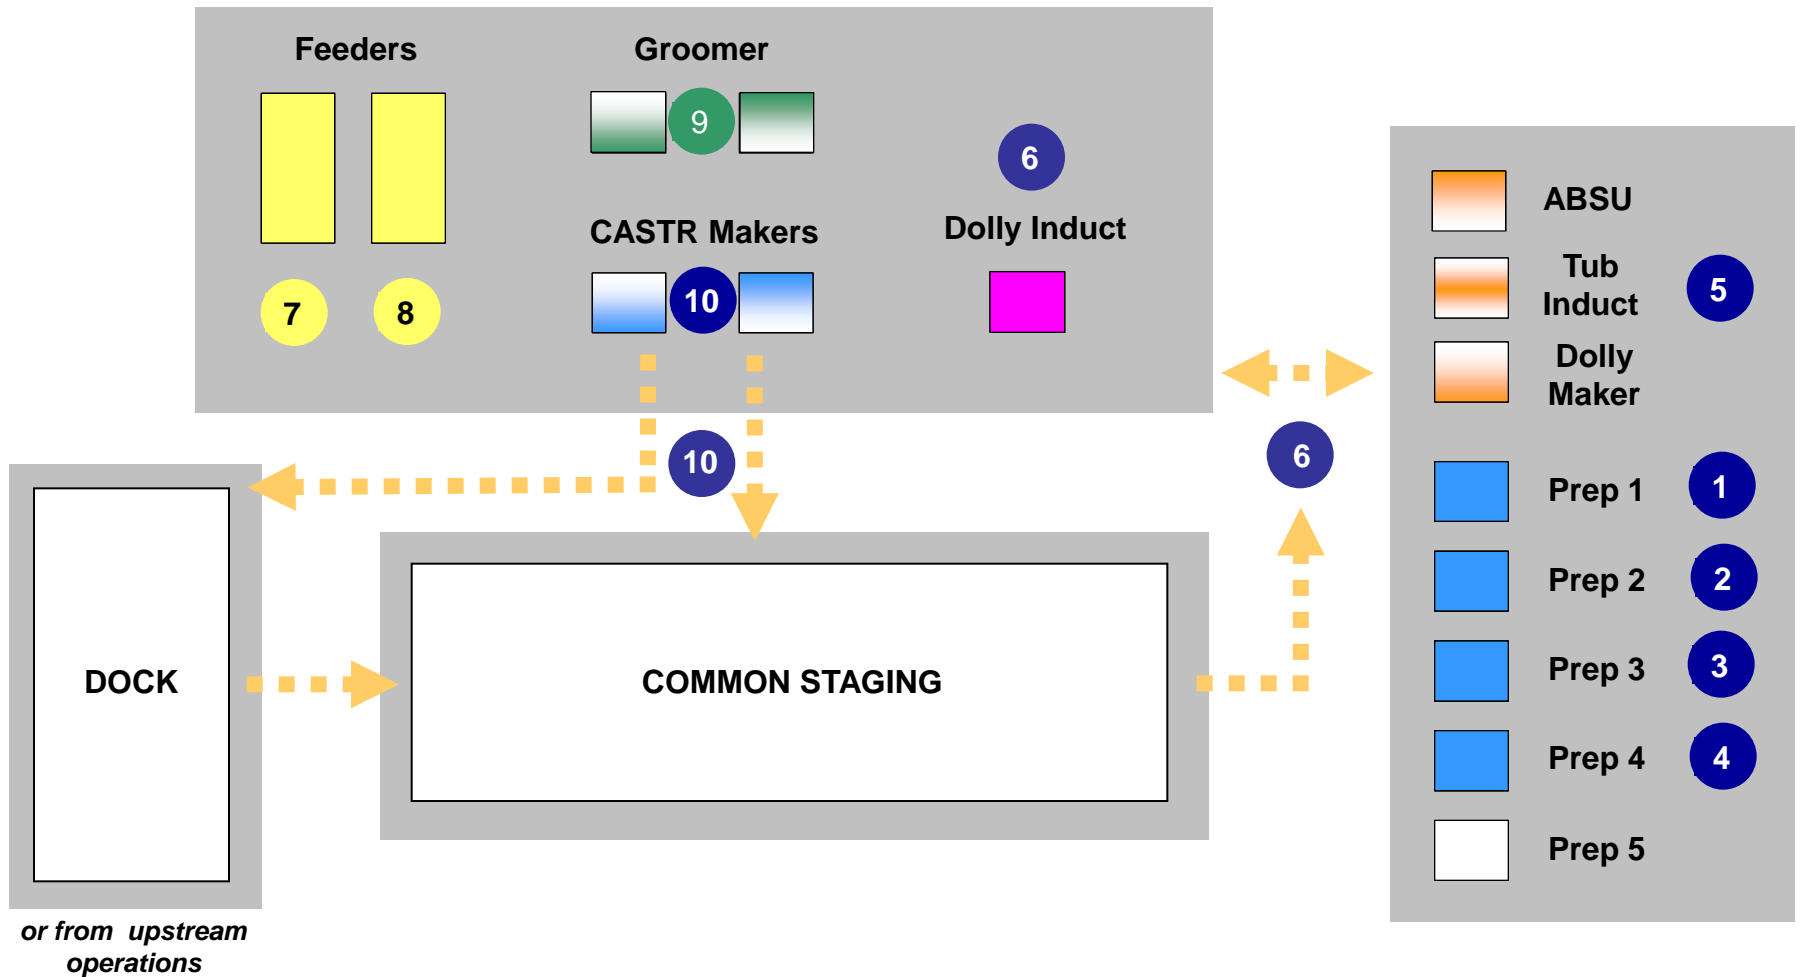 Feeders
Groomer
9
6
CASTR Makers
Dolly Induct
7
8
10
ABSU
Tub
Induct
5
Dolly
Maker
10
6
Prep 1
1
Prep 2
2
Prep 3
3
Prep 4
4
Prep 5
DOCK
COMMON STAGING
or from upstream
operations